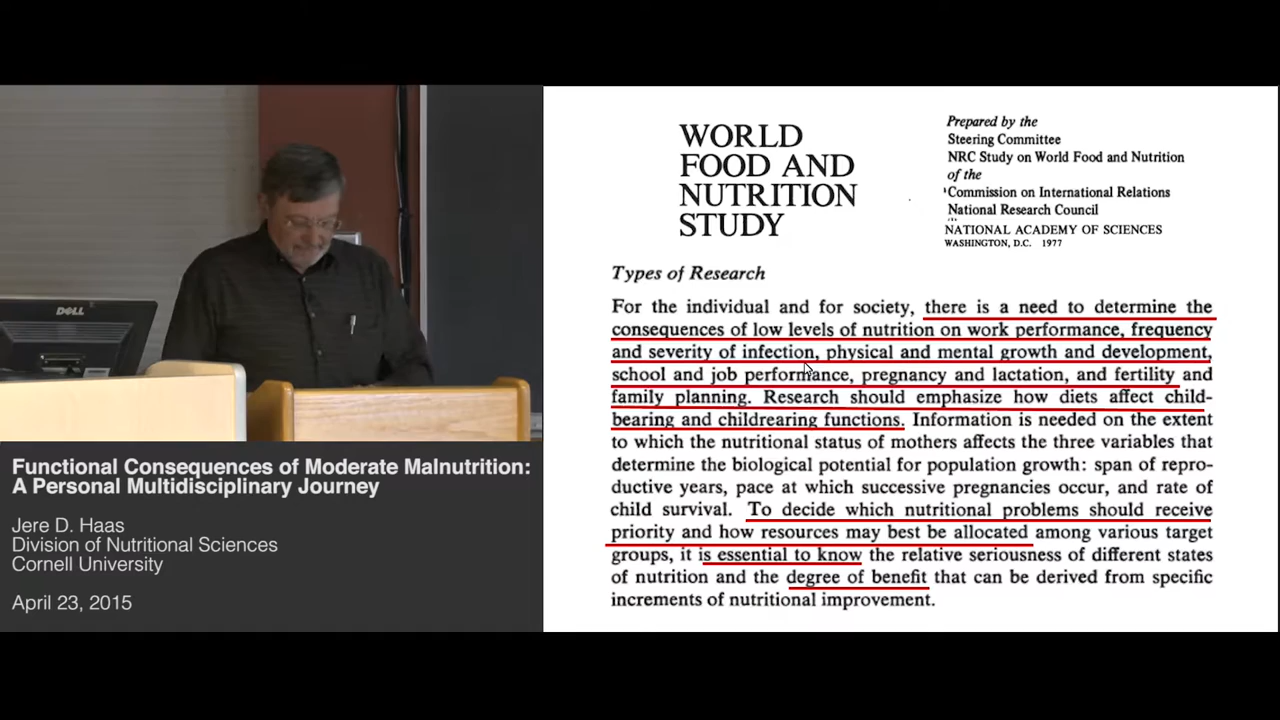 DELL
Functional Consequences of Moderate Malnutrition:
A Personal Multidisciplinary Journey
Jere D. Haas
Division of Nutritional Sciences
Cornell University
April 23, 2015
WORLD
FOOD AND
NUTRITION
STUDY
Prepared by the
Steering Committee
NRC Study on World Food and Nutrition
of the
Commission on International Relations
National Research Council
NATIONAL ACADEMY OF SCIENCES
WASHINGTON, D.C. 1977
Types of Research
For the individual and for society, there is a need to determine the
consequences of low levels of nutrition on work performance, frequency
and severity of infection, physical and mental growth and development,
school and job performance, pregnancy and lactation, and fertility and
family planning. Research should emphasize how diets affect child-
bearing and childrearing functions. Information is needed on the extent
to which the nutritional status of mothers affects the three variables that
determine the biological potential for population growth: span of repro-
ductive years, pace at which successive pregnancies occur, and rate of
child survival. To decide which nutritional problems should receive
priority and how resources may best be allocated among various target
groups, it is essential to know the relative seriousness of different states
of nutrition and the degree of benefit that can be derived from specific
increments of nutritional improvement.